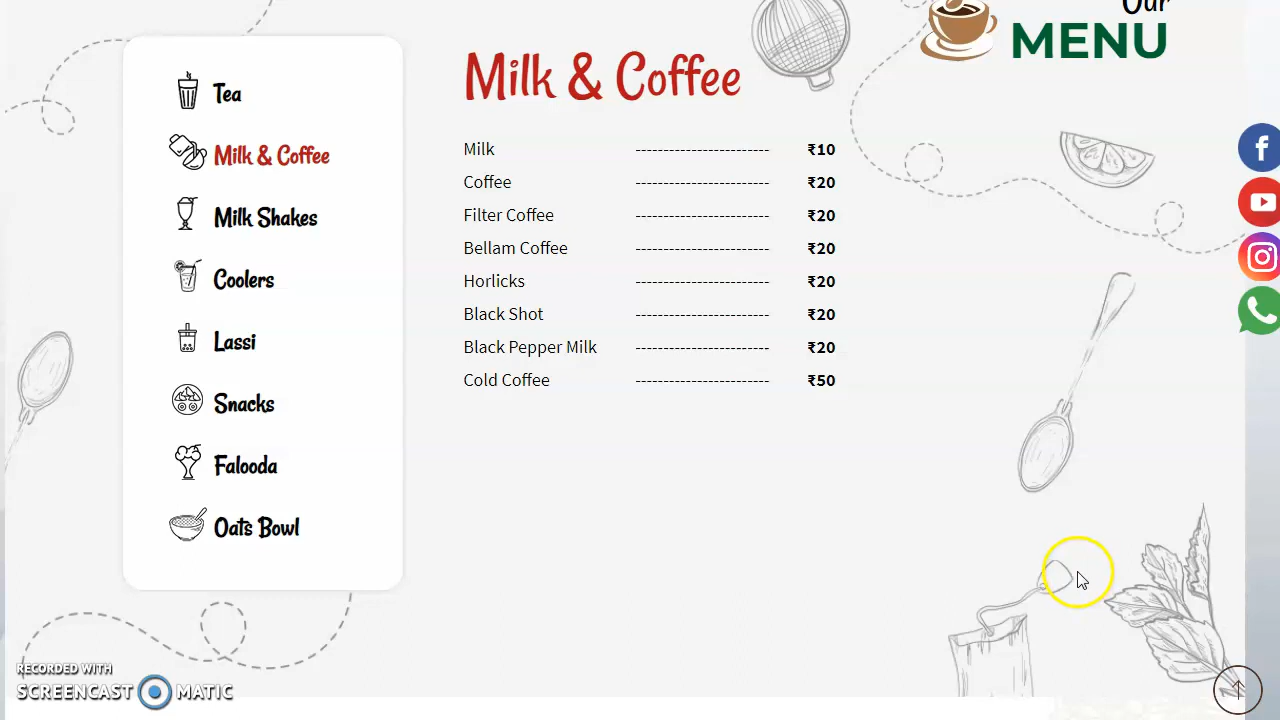 Our
MENU
Tea
Milk & Coffee
Milk Shakes
Coolers
Lassi
Snacks
Falooda
Oats Bowl
Milk & Coffee
Milk ------------------------ ₹10
Coffee ------------------------ ₹20
Filter Coffee ------------------------ ₹20
Bellam Coffee ------------------------ ₹20
Horlicks ------------------------ ₹20
Black Shot ------------------------ ₹20
Black Pepper Milk ------------------------ ₹20
Cold Coffee ------------------------ ₹50
RECORDED WITH
SCREENCAST MATIC